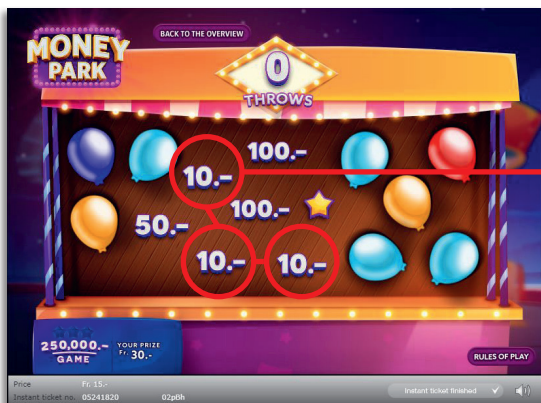 MONEY
PARK
BACK TO THE OVERVIEW
0
THROWS
100.-
10.-
100.-
50.-
10.- 10.-
250,000.-
GAME
YOUR PRIZE
Fr. 30.-
RULES OF PLAY
Price Fr. 15.-
Instant ticket finished
Instant ticket no. 05241820 02pBh